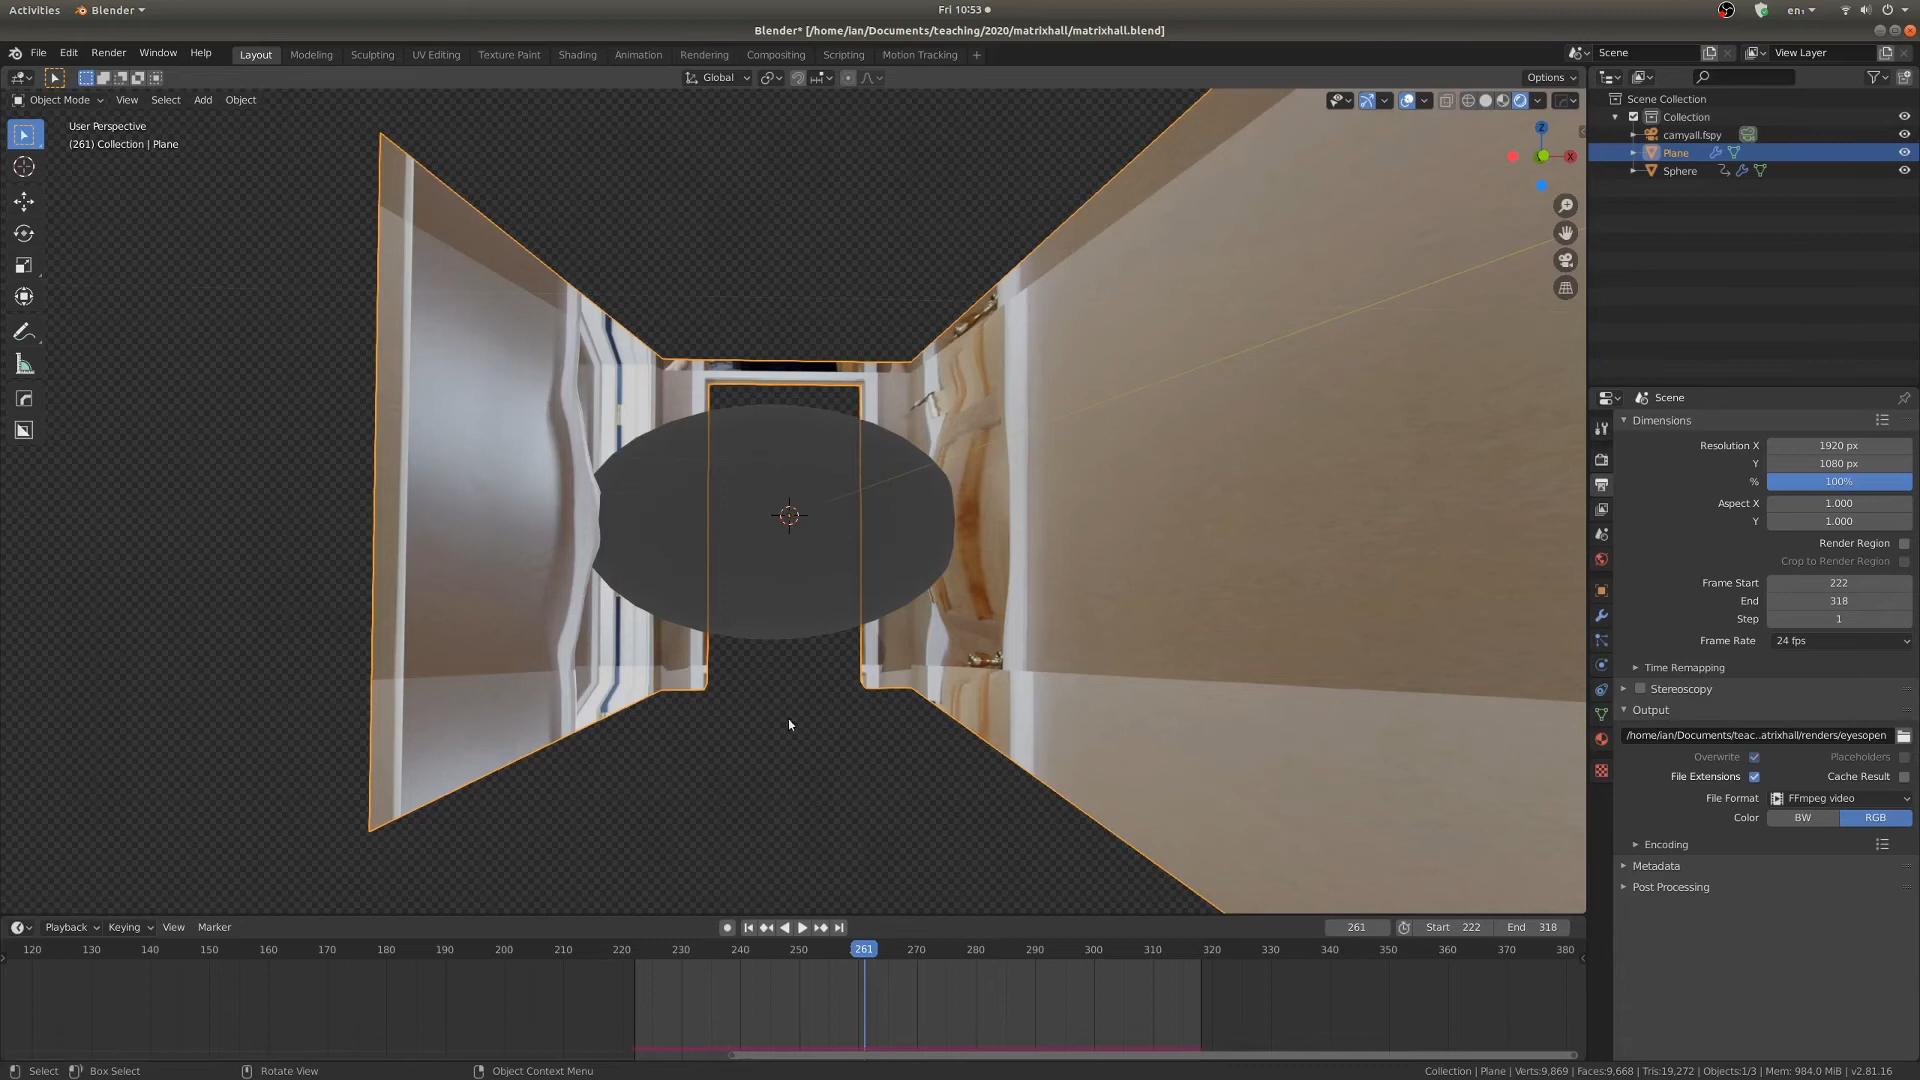 Activities Blender Fri 10:53 en₁
Blender* [/home/ian/Documents/teaching/2020/matrixhall/matrixhall.blend]
File Edit Render Window Help Layout Modeling Sculpting UV Editing Texture Paint Shading Animation Rendering Compositing Scripting Motion Tracking + Scene View Layer
Global Options
Object Mode View Select Add Object
User Perspective
(261) Collection | Plane
Z
X
Scene Collection
Collection
camyall.fspy
Plane
Sphere
Scene
Dimensions
Resolution X 1920 px
Y 1080 px
% 100%
Aspect X 1.000
Y 1.000
Render Region
Crop to Render Region
Frame Start 222
End 318
Step 1
Frame Rate 24 fps
Time Remapping
Stereoscopy
Output
/home/ian/Documents/teac..atrixhall/renders/eyesopen
Overwrite Placeholders
File Extensions Cache Result
File Format FFmpeg video
Color BW RGB
Encoding
Metadata
Post Processing
Playback Keying View Marker 261 Start 222 End 318
120 130 140 150 160 170 180 190 200 210 220 230 240 250 261 270 280 290 300 310 320 330 340 350 360 370 380
Select Box Select Rotate View Object Context Menu Collection | Plane | Verts:9,869 | Faces:9,668 | Tris:19,272 | Objects:1/3 | Mem: 984.0 MiB | v2.81.16